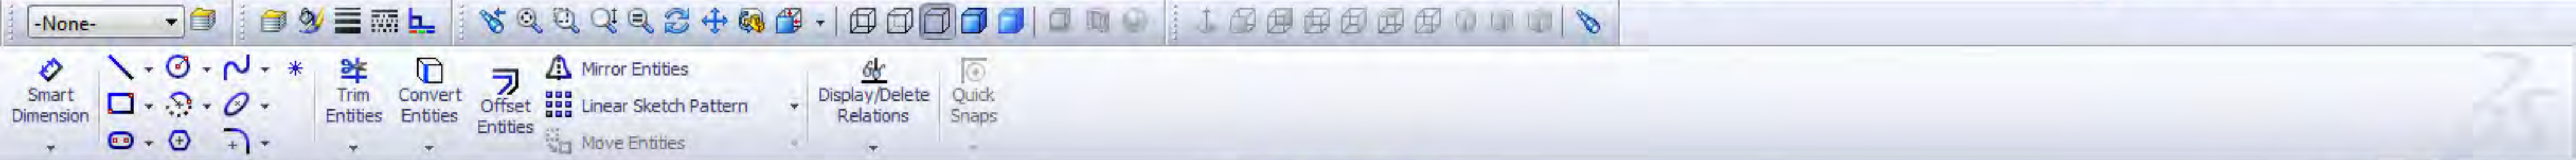 -None-
Smart
Dimension
Trim
Entities
Convert
Entities
Offset
Entities
Mirror Entities
Linear Sketch Pattern
Move Entities
Display/Delete
Relations
Quick
Snaps